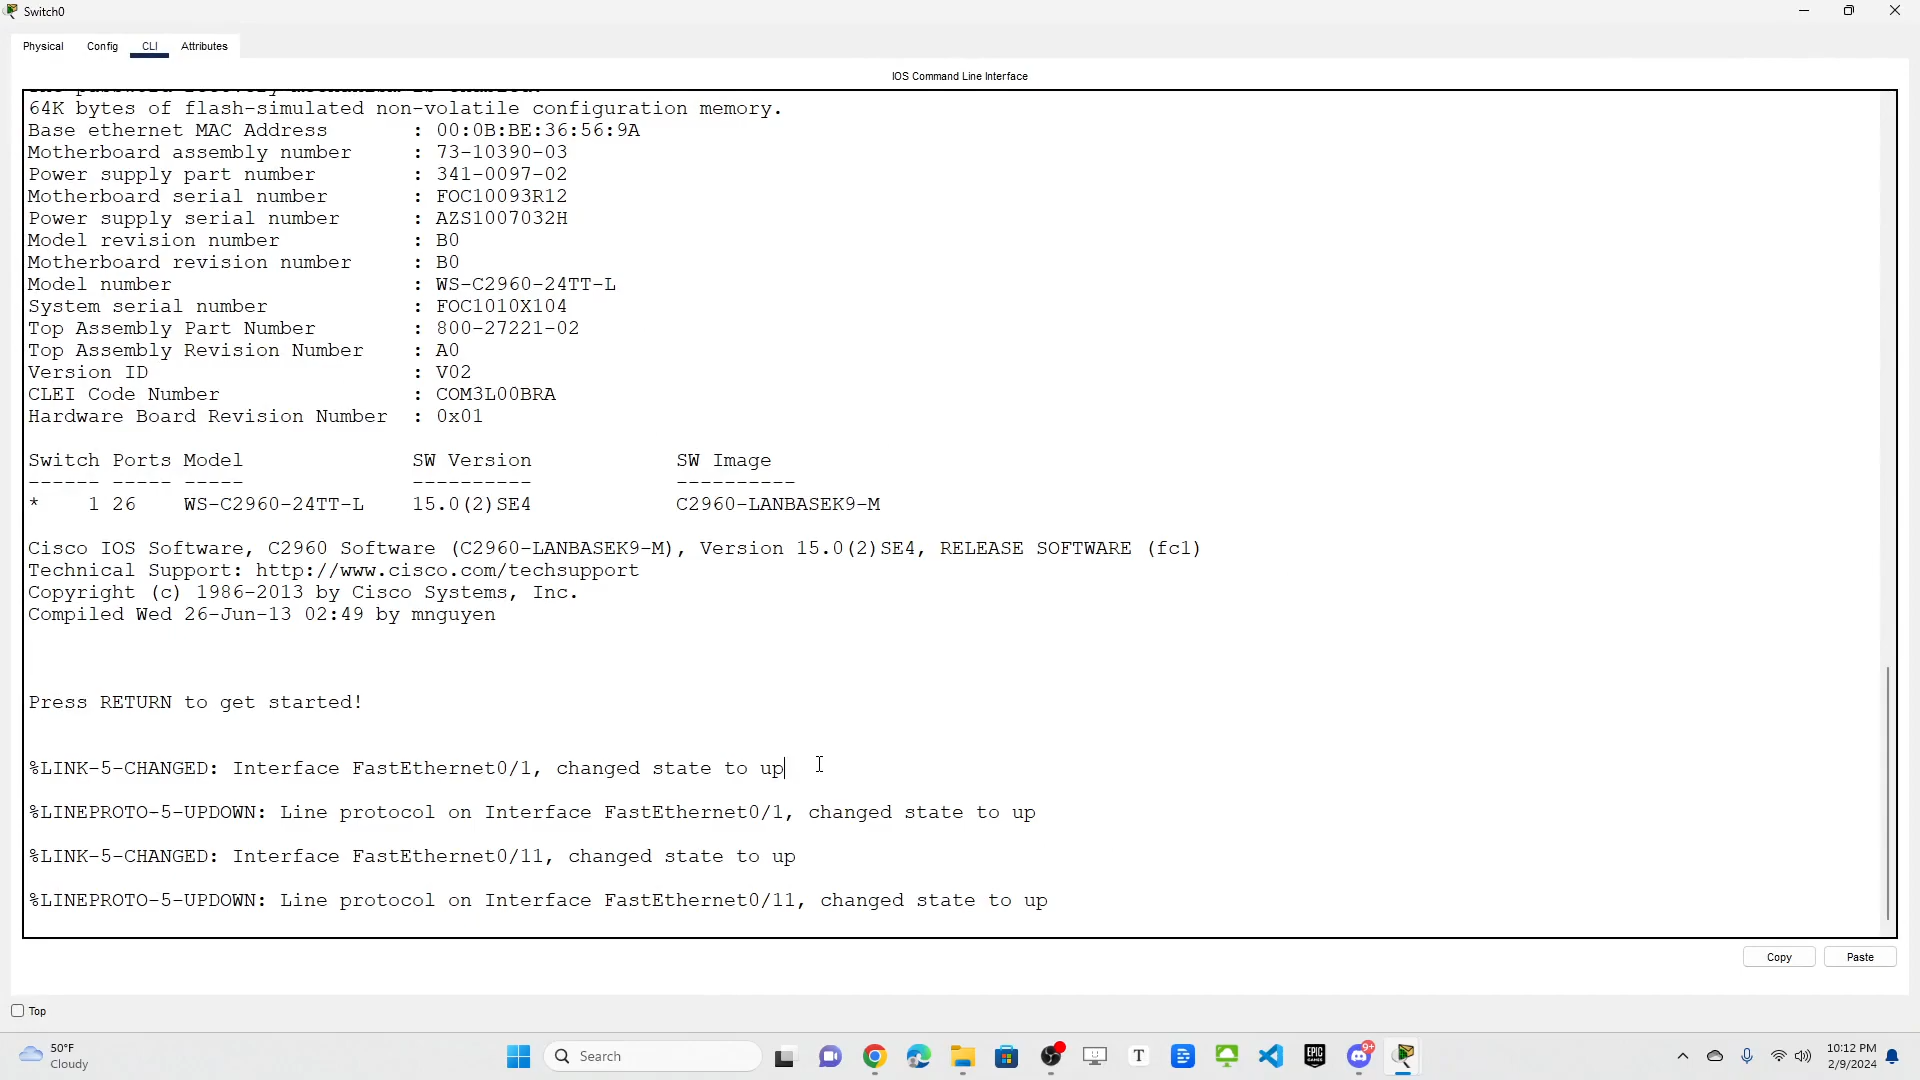 Switch0
Physical Config CLI Attributes
IOS Command Line Interface
64K bytes of flash-simulated non-volatile configuration memory.
Base ethernet MAC Address : 00:0B:BE:36:56:9A
Motherboard assembly number : 73-10390-03
Power supply part number : 341-0097-02
Motherboard serial number : FOC10093R12
Power supply serial number : AZS1007032H
Model revision number : B0
Motherboard revision number : B0
Model number : WS-C2960-24TT-L
System serial number : FOC1010X104
Top Assembly Part Number : 800-27221-02
Top Assembly Revision Number : A0
Version ID : V02
CLEI Code Number : COM3L00BRA
Hardware Board Revision Number : 0x01
Switch Ports Model SW Version SW Image
------ ----- ----- ---------- ----------
* 1 26 WS-C2960-24TT-L 15.0(2)SE4 C2960-LANBASEK9-M
Cisco IOS Software, C2960 Software (C2960-LANBASEK9-M), Version 15.0(2)SE4, RELEASE SOFTWARE (fc1)
Technical Support: http://www.cisco.com/techsupport
Copyright (c) 1986-2013 by Cisco Systems, Inc.
Compiled Wed 26-Jun-13 02:49 by mnguyen
Press RETURN to get started!
%LINK-5-CHANGED: Interface FastEthernet0/1, changed state to up
%LINEPROTO-5-UPDOWN: Line protocol on Interface FastEthernet0/1, changed state to up
%LINK-5-CHANGED: Interface FastEthernet0/11, changed state to up
%LINEPROTO-5-UPDOWN: Line protocol on Interface FastEthernet0/11, changed state to up
Copy Paste
Top
50°F
Cloudy
Search
T
EPIC
GAMES
9+
10:12 PM
2/9/2024